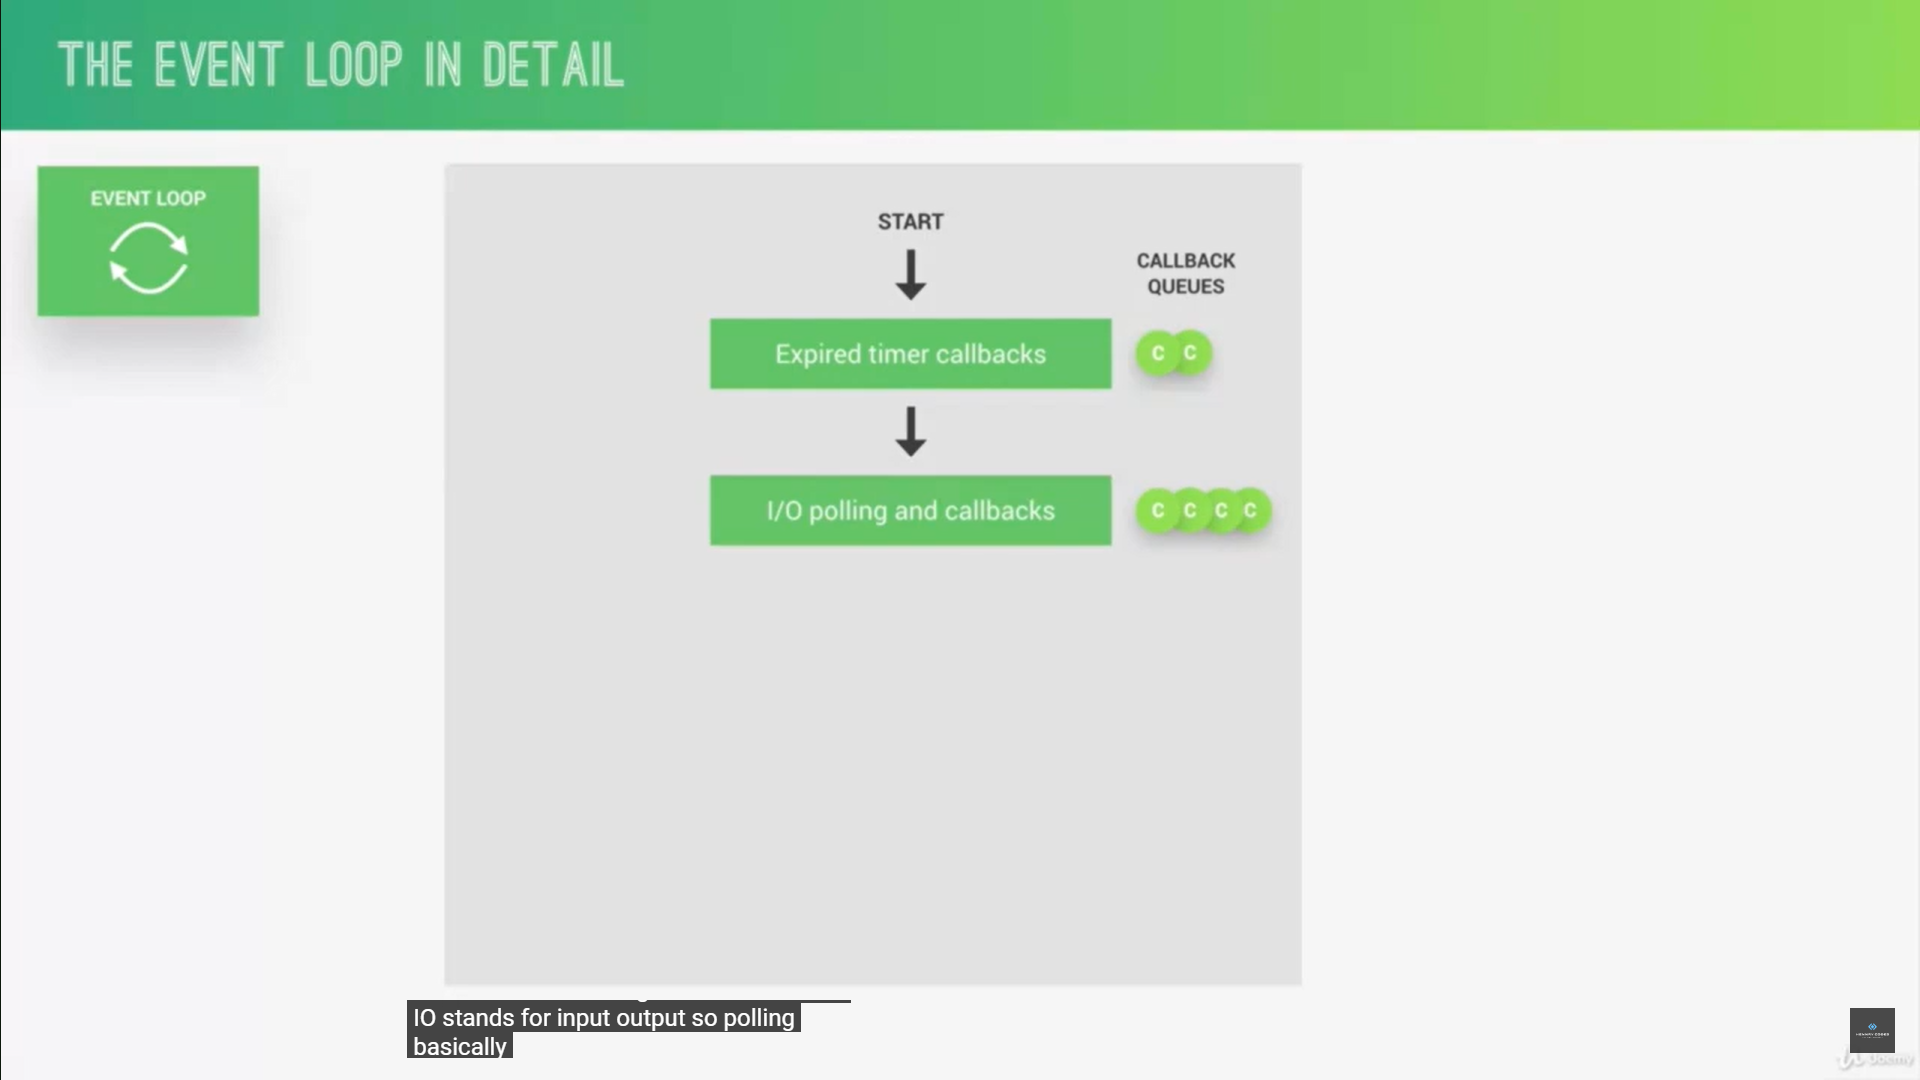 THE EVENT LOOP IN DETAIL
EVENT LOOP
START
CALLBACK
QUEUES
Expired timer callbacks
C C
I/O polling and callbacks
C C C C
IO stands for input output so polling
basically
Udemy